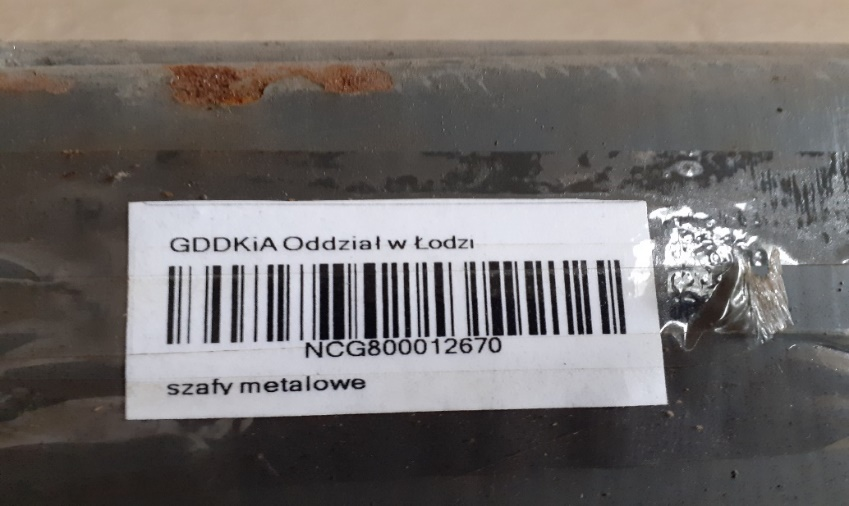 GDDKiA Oddział w Łodzi
NCG800012670
szafy metalowe